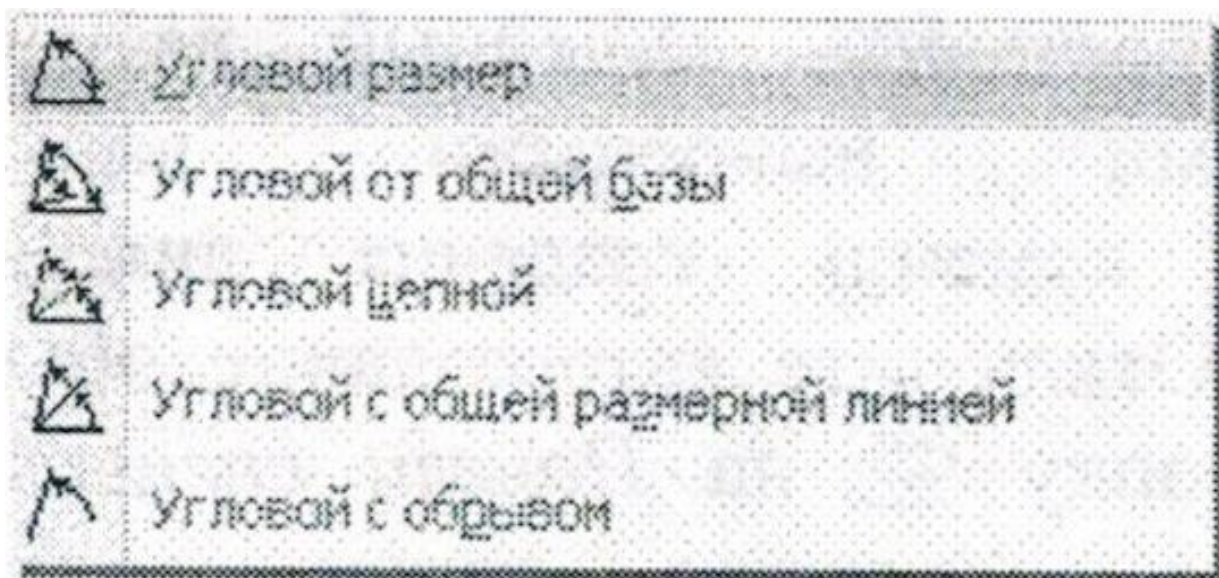 Угловой размер
Угловой от общей базы
Угловой цепной
Угловой с общей размерной линией
Угловой с обрывом